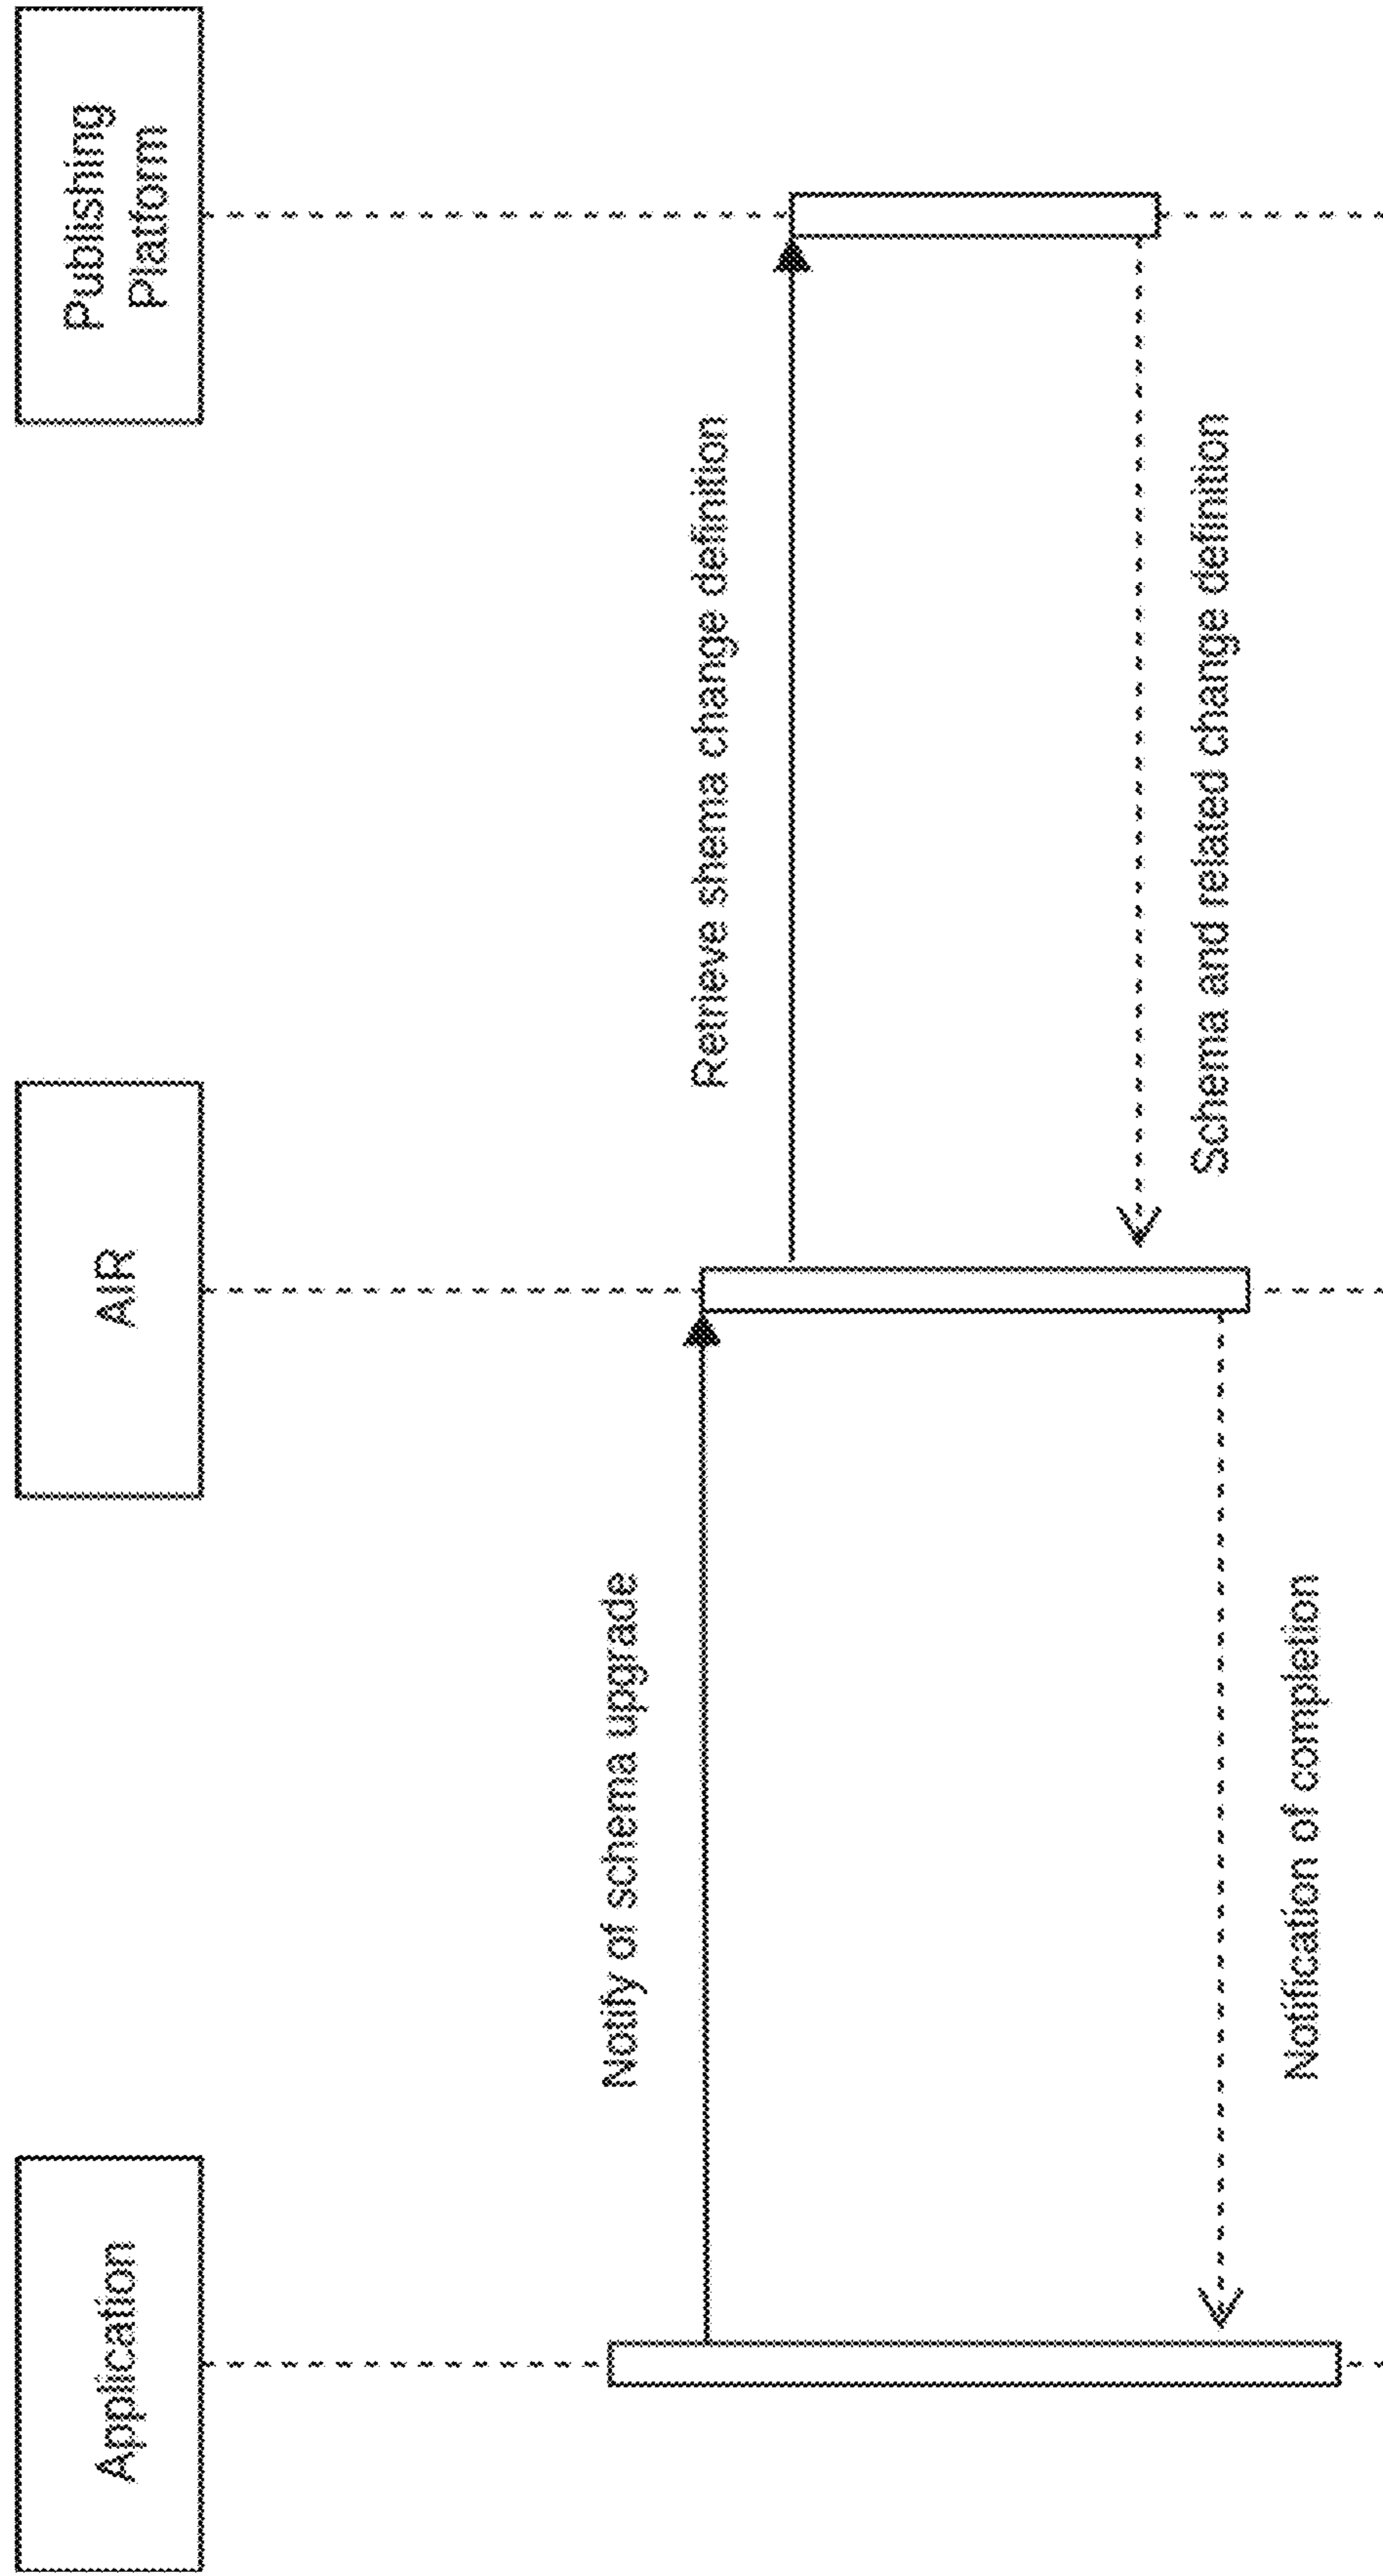 Application
AIR
Publishing
Platform
Notify of schema upgrade
Retrieve shema change definition
Schema and related change definition
Notification of completion